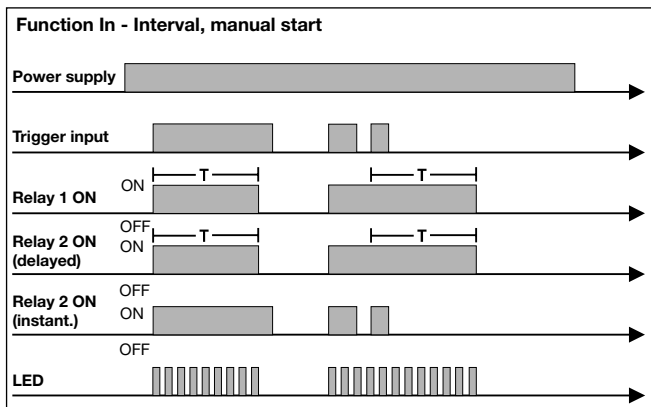 Function In - Interval, manual start
Power supply
Trigger input
ON
T
T
Relay 1 ON
OFF
Relay 2 ON
(delayed)
ON
T
T
OFF
Relay 2 ON
(instant.)
ON
OFF
LED